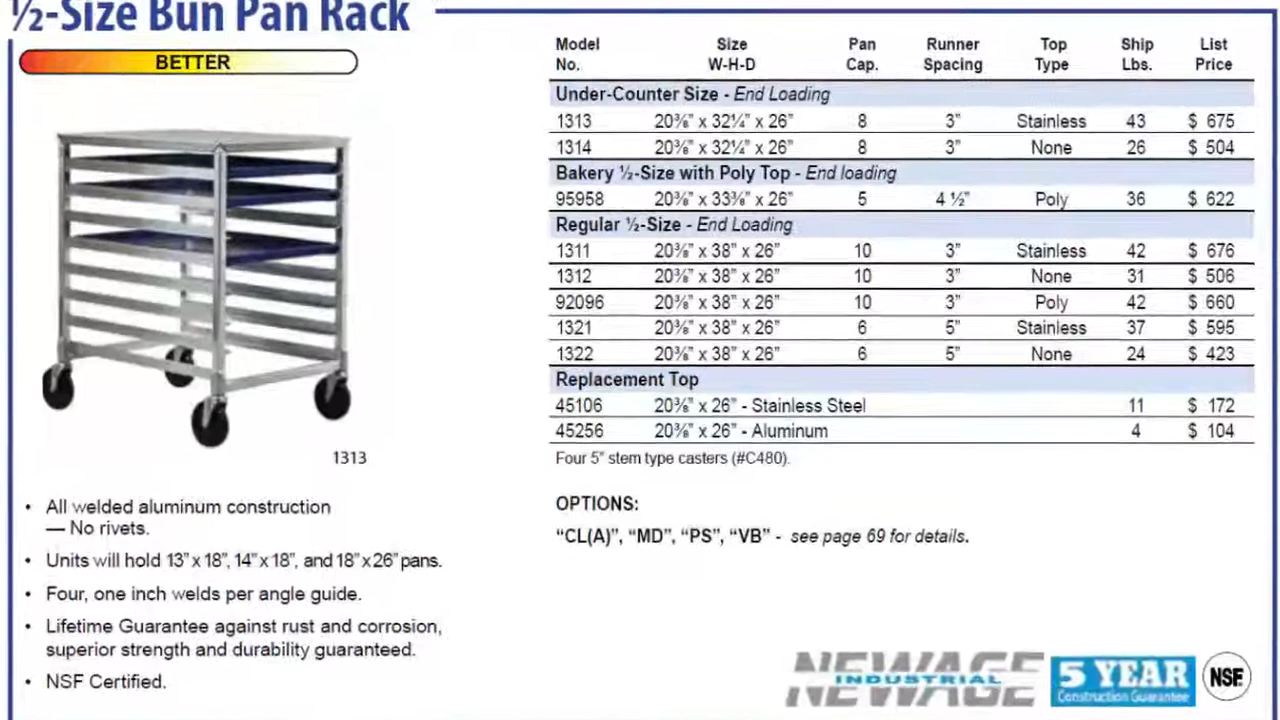 ½-Size Bun Pan Rack
BETTER
1313
• All welded aluminum construction
— No rivets.
• Units will hold 13" x 18", 14" x 18", and 18" x 26" pans.
• Four, one inch welds per angle guide.
• Lifetime Guarantee against rust and corrosion,
superior strength and durability guaranteed.
• NSF Certified.
Model Size Pan Runner Top Ship List
No. W-H-D Cap. Spacing Type Lbs. Price
Under-Counter Size - End Loading
1313 20⅜" x 32¼" x 26" 8 3" Stainless 43 $ 675
1314 20⅜" x 32¼" x 26" 8 3" None 26 $ 504
Bakery ½-Size with Poly Top - End loading
95958 20⅜" x 33⅜" x 26" 5 4 ½" Poly 36 $ 622
Regular ½-Size - End Loading
1311 20⅜" x 38" x 26" 10 3" Stainless 42 $ 676
1312 20⅜" x 38" x 26" 10 3" None 31 $ 506
92096 20⅜" x 38" x 26" 10 3" Poly 42 $ 660
1321 20⅜" x 38" x 26" 6 5" Stainless 37 $ 595
1322 20⅜" x 38" x 26" 6 5" None 24 $ 423
Replacement Top
45106 20⅜" x 26" - Stainless Steel 11 $ 172
45256 20⅜" x 26" - Aluminum 4 $ 104
Four 5" stem type casters (#C480).
OPTIONS:
"CL(A)", "MD", "PS", "VB" - see page 69 for details.
NEWAGE
INDUSTRIAL
5 YEAR
Construction Guarantee
NSF